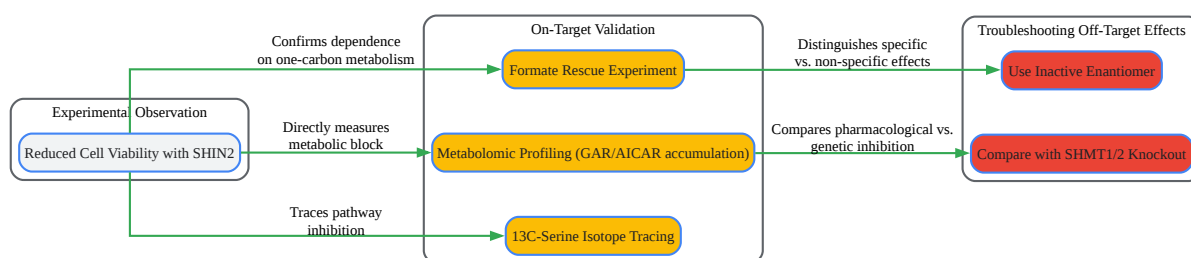 Experimental Observation
Reduced Cell Viability with SHIN2
Confirms dependence
on one-carbon metabolism
Directly measures
metabolic block
Traces pathway
inhibition
On-Target Validation
Formate Rescue Experiment
Metabolomic Profiling (GAR/AICAR accumulation)
13C-Serine Isotope Tracing
Distinguishes specific
vs. non-specific effects
Compares pharmacological vs.
genetic inhibition
Troubleshooting Off-Target Effects
Use Inactive Enantiomer
Compare with SHMT1/2 Knockout